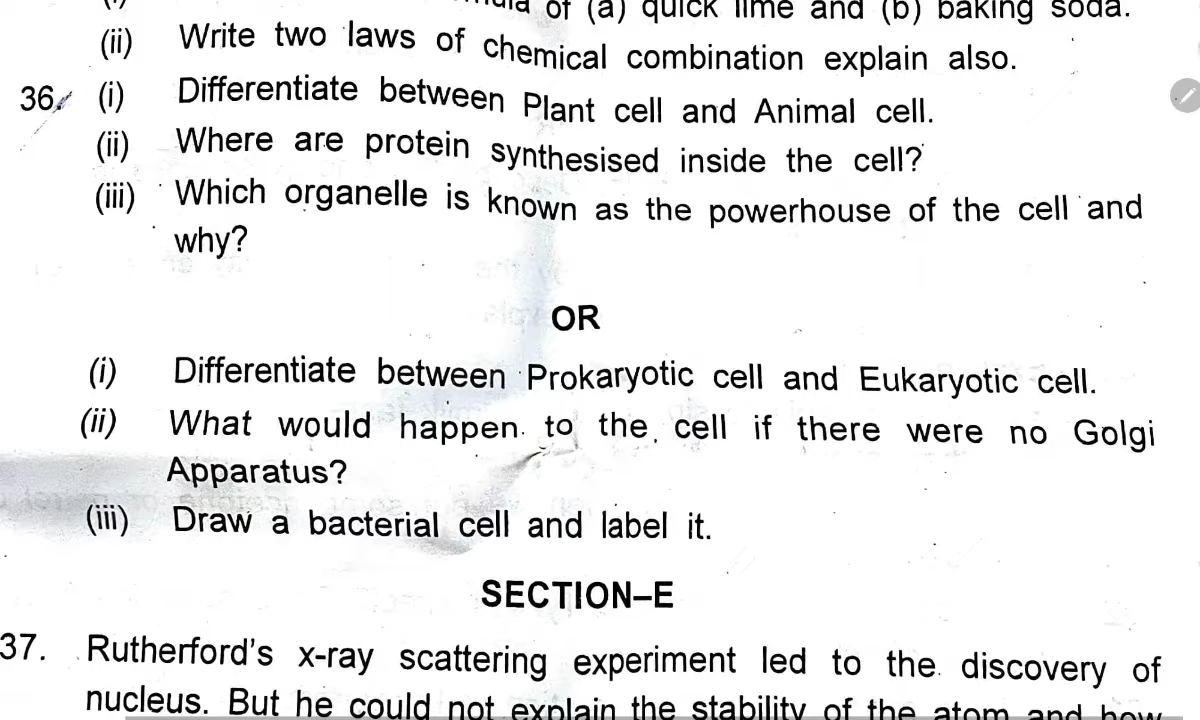 of (a) quick lime and (b) baking soda.
(ii) Write two laws of chemical combination explain also.
36. (i) Differentiate between Plant cell and Animal cell.
(ii) Where are protein synthesised inside the cell?
(iii) Which organelle is known as the powerhouse of the cell and
why?
OR
(i) Differentiate between Prokaryotic cell and Eukaryotic cell.
(ii) What would happen to the cell if there were no Golgi
Apparatus?
(iii) Draw a bacterial cell and label it.
SECTION–E
37. Rutherford's x-ray scattering experiment led to the discovery of
nucleus. But he could not explain the stability of the atom and how